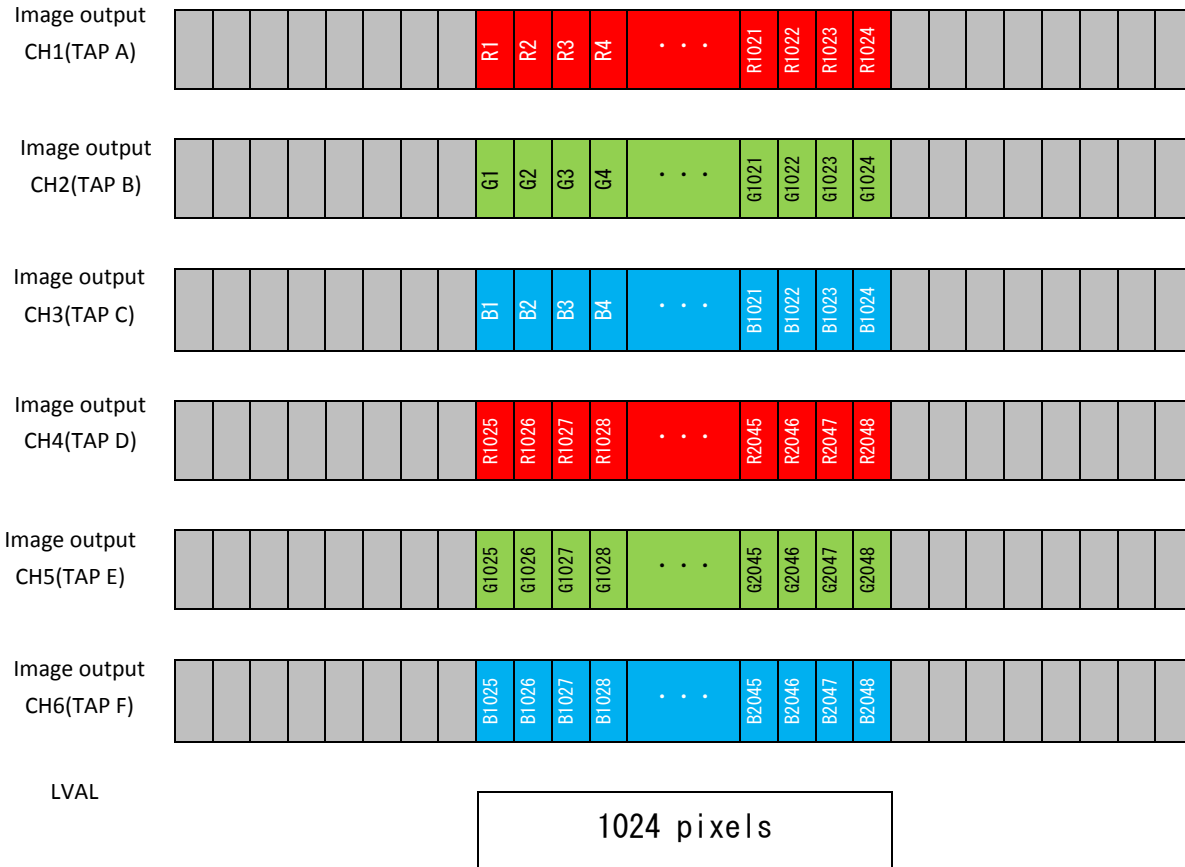 Image output
CH1(TAP A)
R1 R2 R3 R4 ・・・ R1021 R1022 R1023 R1024
Image output
CH2(TAP B)
G1 G2 G3 G4 ・・・ G1021 G1022 G1023 G1024
Image output
CH3(TAP C)
B1 B2 B3 B4 ・・・ B1021 B1022 B1023 B1024
Image output
CH4(TAP D)
R1025 R1026 R1027 R1028 ・・・ R2045 R2046 R2047 R2048
Image output
CH5(TAP E)
G1025 G1026 G1027 G1028 ・・・ G2045 G2046 G2047 G2048
Image output
CH6(TAP F)
B1025 B1026 B1027 B1028 ・・・ B2045 B2046 B2047 B2048
LVAL
1024 pixels